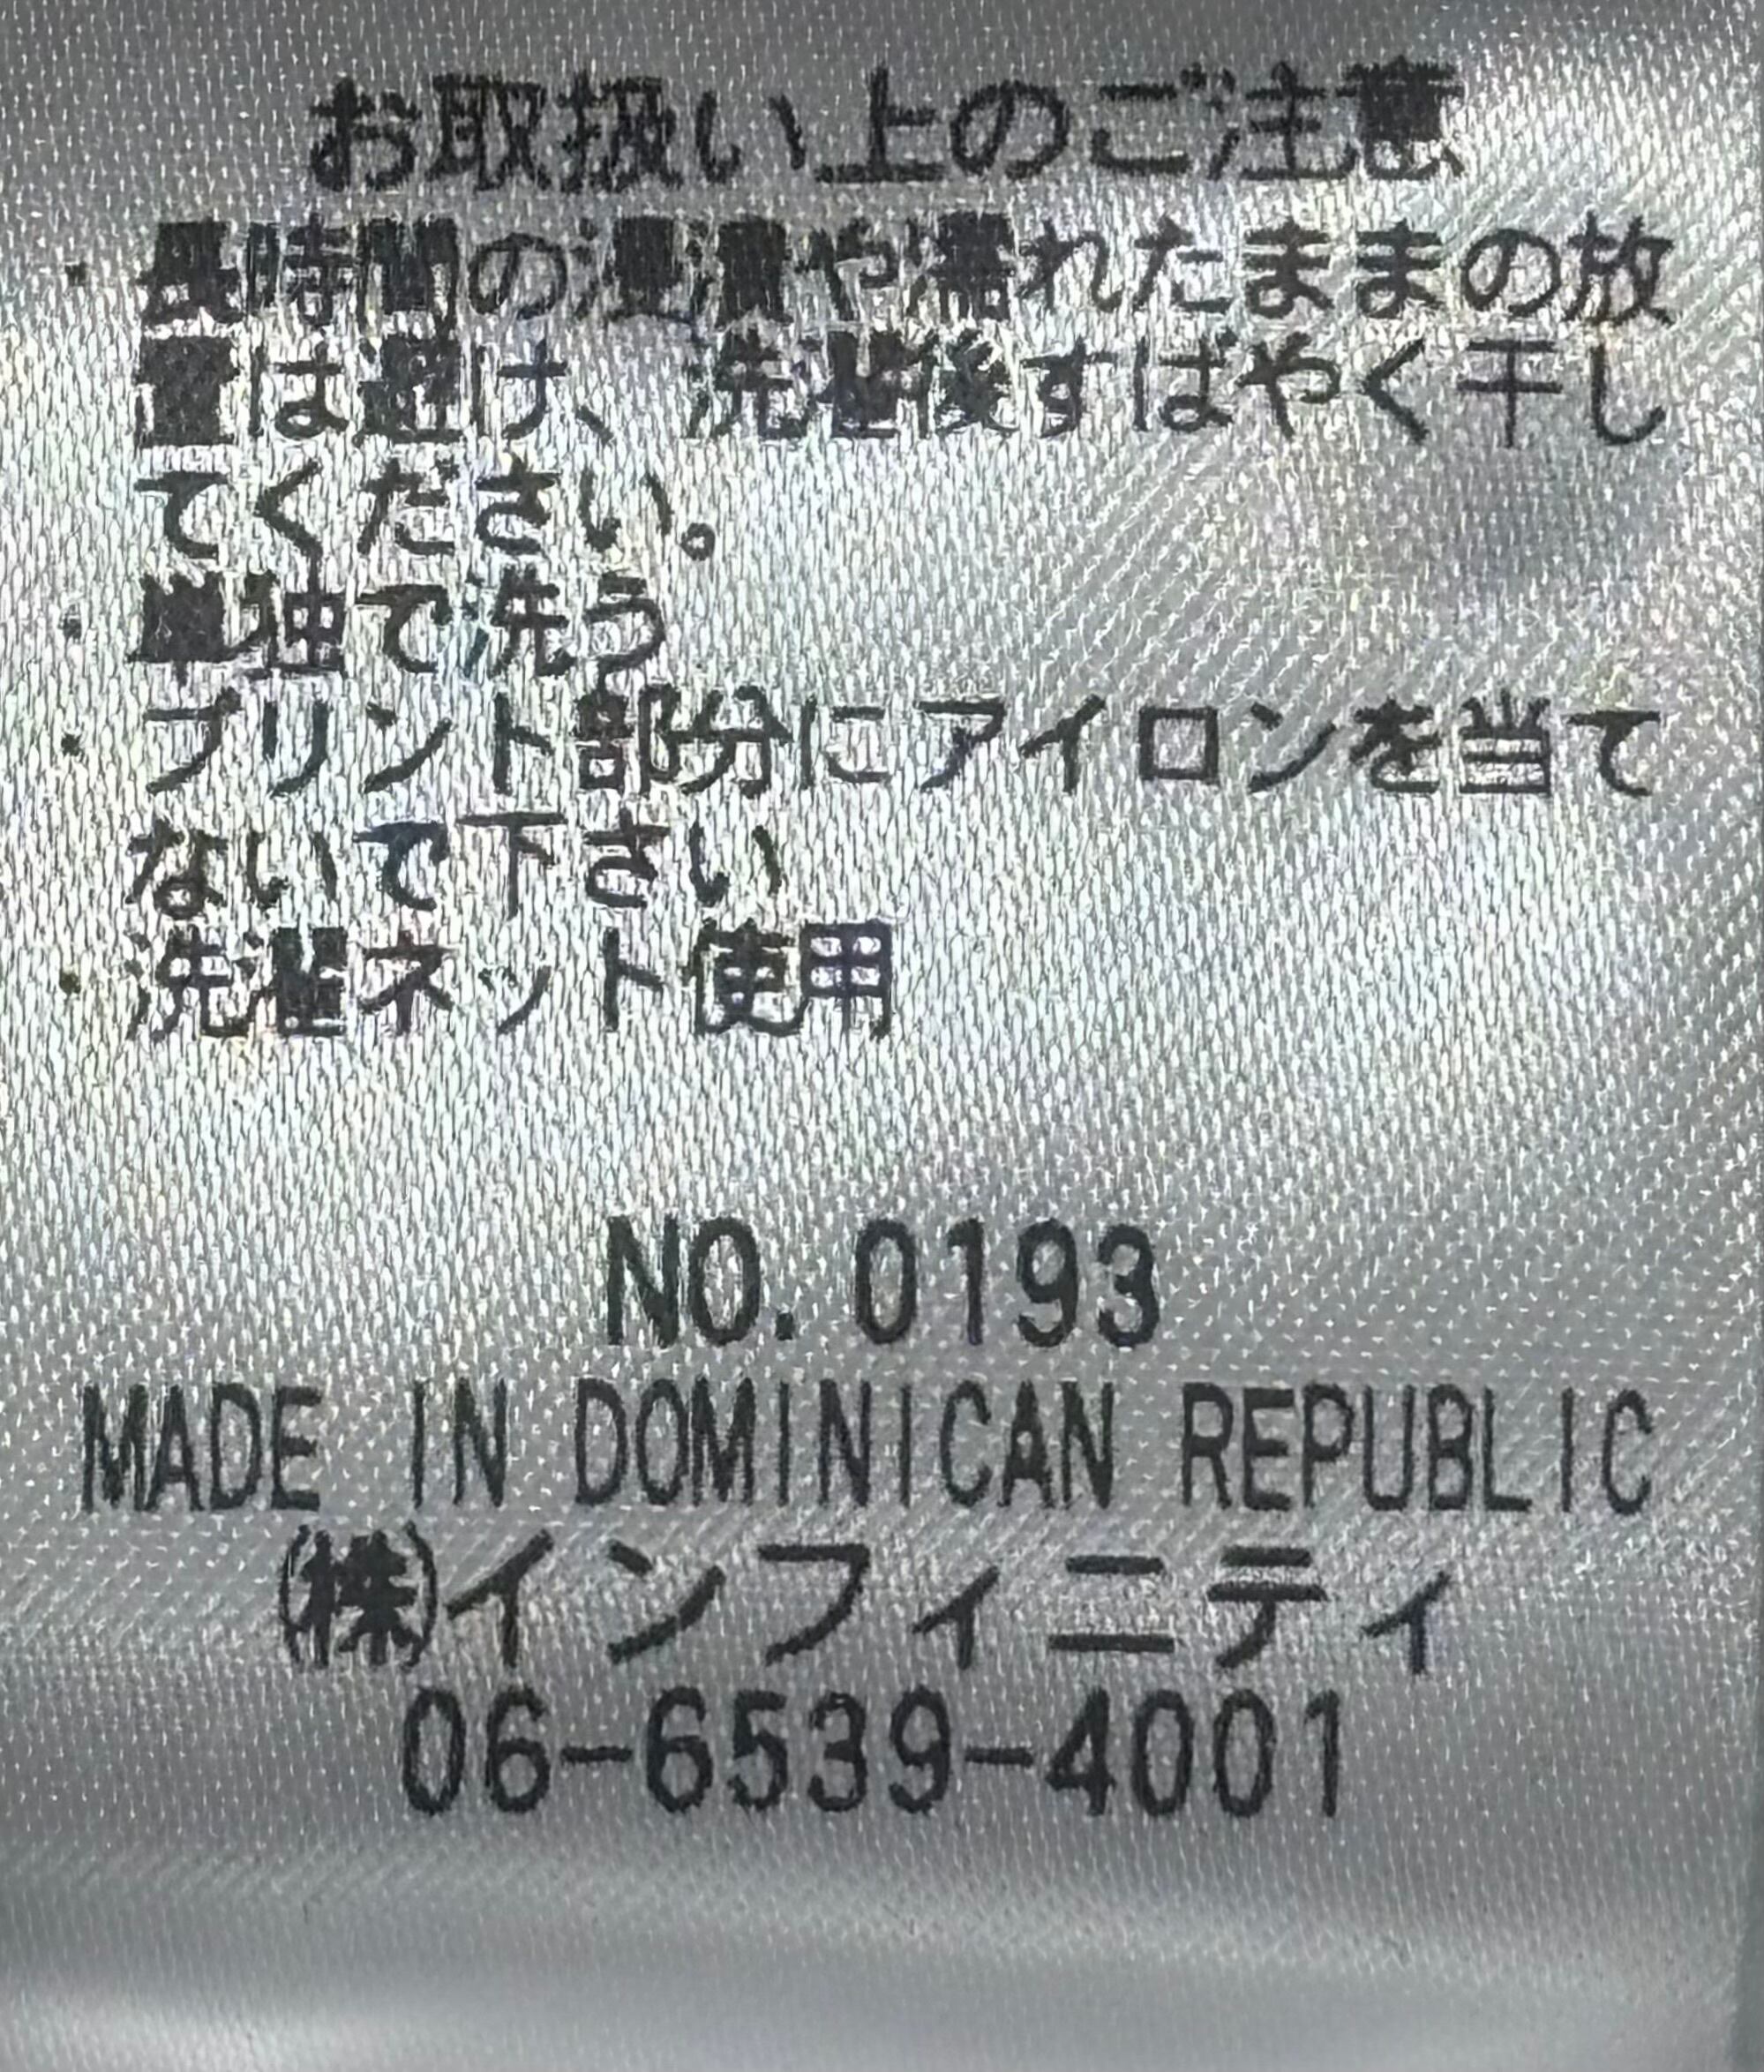 お取扱い上のご注意
・長時間の浸漬や濡れたままの放
置は避け、洗濯後すばやく干し
てください。
・単独で洗う
・プリント部分にアイロンを当て
ないで下さい
・洗濯ネット使用
NO. 0193
MADE IN DOMINICAN REPUBLIC
㈱インフィニティ
06-6539-4001